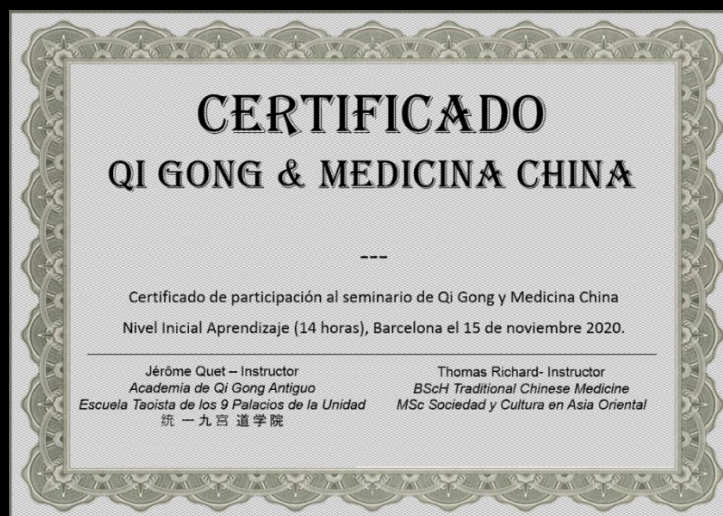 CERTIFICADO
QI GONG & MEDICINA CHINA
---
Certificado de participación al seminario de Qi Gong y Medicina China
Nivel Inicial Aprendizaje (14 horas), Barcelona el 15 de noviembre 2020.
Jérôme Quet – Instructor
Academia de Qi Gong Antiguo
Escuela Taoista de los 9 Palacios de la Unidad
统 一 九 宫 道 学 院
Thomas Richard- Instructor
BScH Traditional Chinese Medicine
MSc Sociedad y Cultura en Asia Oriental